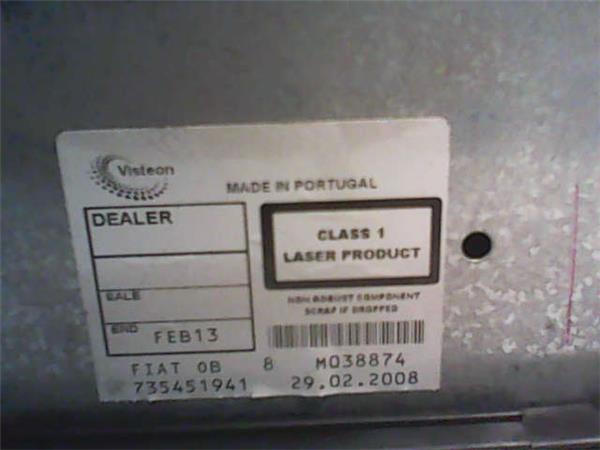 Visteon
MADE IN PORTUGAL
DEALER
CLASS 1
LASER PRODUCT
SALE
NON ROBUST COMPONENT
SCRAP IF DROPPED
END FEB13
FIAT OB 8 M038874
735451941 29.02.2008